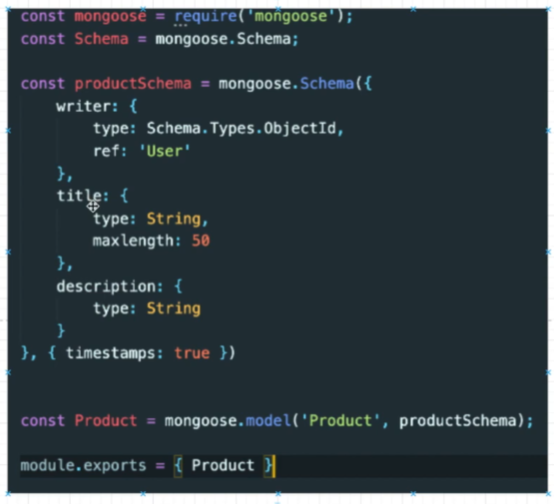 const mongoose = require('mongoose');
const Schema = mongoose.Schema;
const productSchema = mongoose.Schema({
    writer: {
        type: Schema.Types.ObjectId,
        ref: 'User'
    },
    title: {
        type: String,
        maxlength: 50
    },
    description: {
        type: String
    }
}, { timestamps: true })
const Product = mongoose.model('Product', productSchema);
module.exports = { Product }